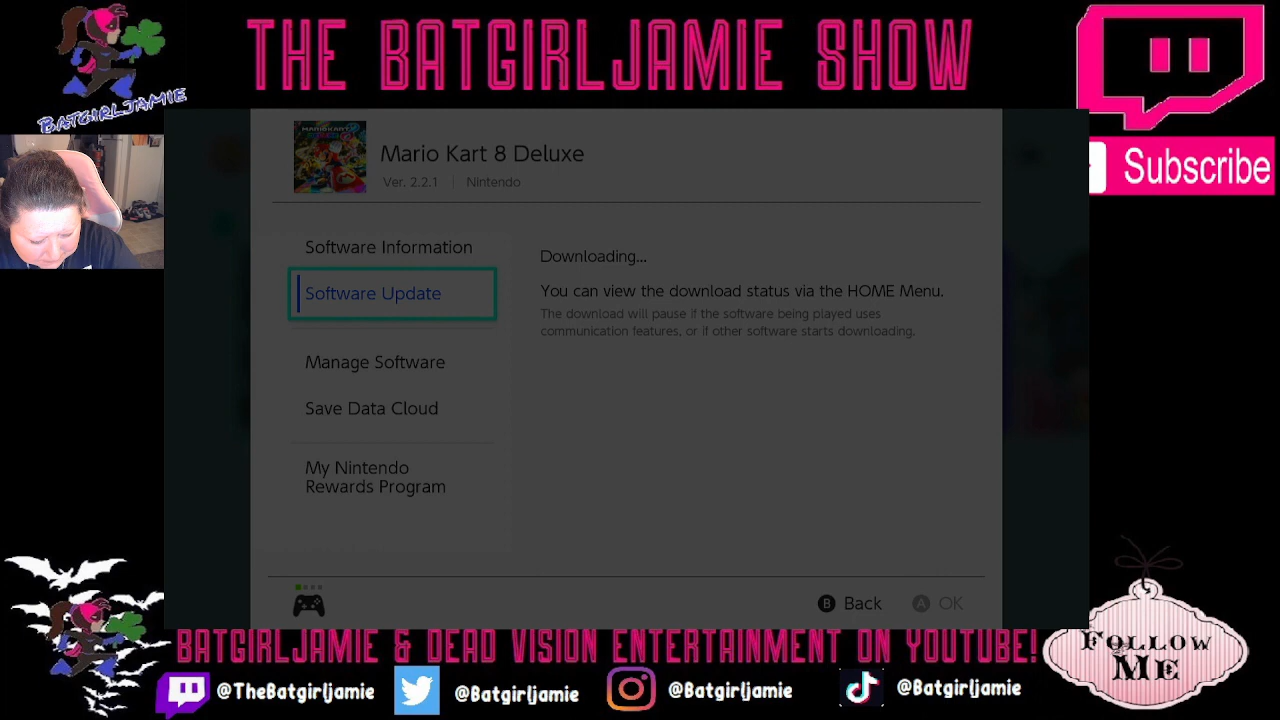 THE BATGIRLJAMIE SHOW
BATGIRLJAMIE
Subscribe
MARIOKART 8
Mario Kart 8 Deluxe
Ver. 2.2.1 | Nintendo
Software Information
Software Update
Manage Software
Save Data Cloud
My Nintendo
Rewards Program
Downloading...
You can view the download status via the HOME Menu.
The download will pause if the software being played uses
communication features, or if other software starts downloading.
B Back
A OK
BATGIRLJAMIE & DEAD VISION ENTERTAINMENT ON YOUTUBE!
@TheBatgirljamie
@Batgirljamie
@Batgirljamie
@Batgirljamie
FOLLOW
ME